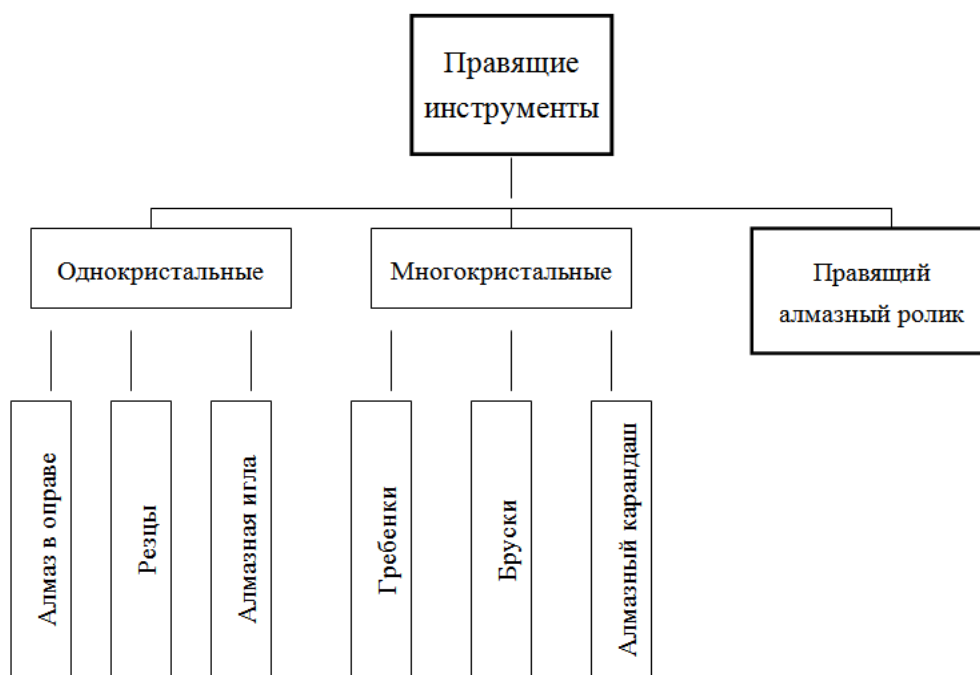 Правящие
инструменты
Однокристальные
Многокристальные
Правящий
алмазный ролик
Алмаз в оправе
Резцы
Алмазная игла
Гребенки
Бруски
Алмазный карандаш